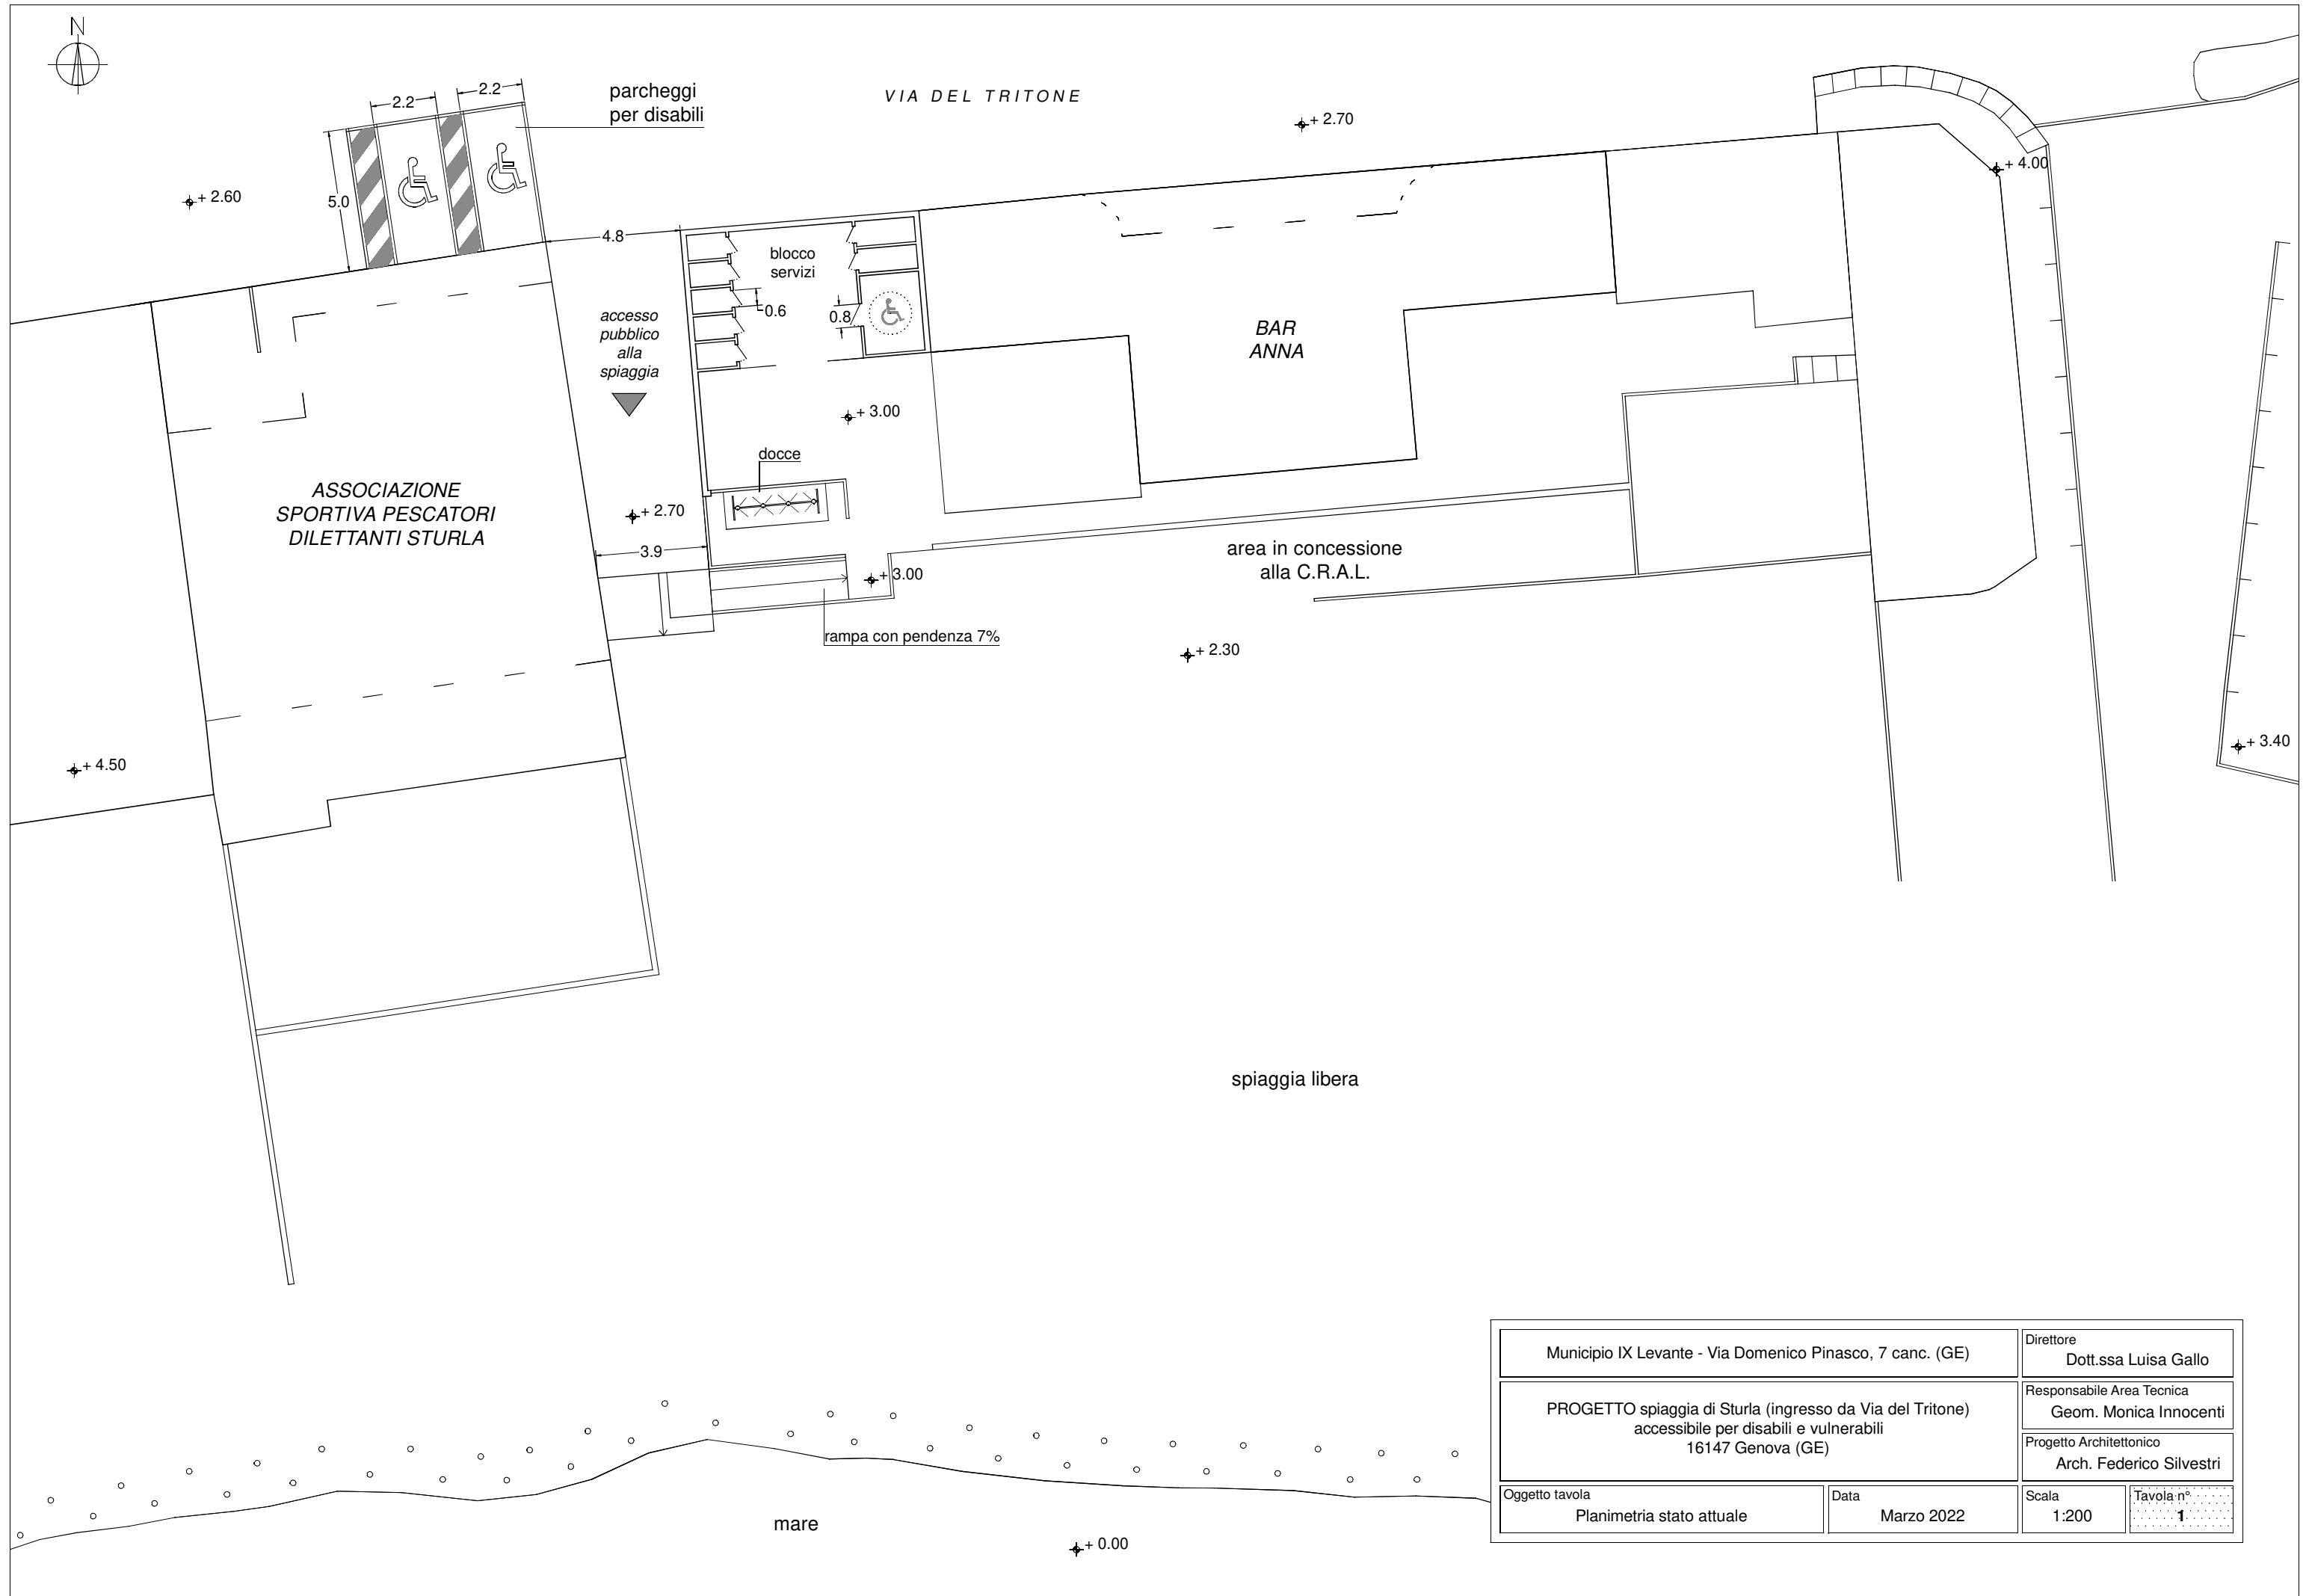 N
2.2
2.2
parcheggi
per disabili
VIA DEL TRITONE
+ 2.70
+ 4.00
+ 2.60
5.0
4.8
blocco
servizi
0.6
0.8
accesso
pubblico
alla
spiaggia
BAR
ANNA
+ 3.00
docce
ASSOCIAZIONE
SPORTIVA PESCATORI
DILETTANTI STURLA
+ 2.70
3.9
area in concessione
alla C.R.A.L.
+ 3.00
rampa con pendenza 7%
+ 2.30
+ 4.50
+ 3.40
spiaggia libera
mare
+ 0.00
Municipio IX Levante - Via Domenico Pinasco, 7 canc. (GE)
Direttore
Dott.ssa Luisa Gallo
PROGETTO spiaggia di Sturla (ingresso da Via del Tritone)
accessibile per disabili e vulnerabili
16147 Genova (GE)
Responsabile Area Tecnica
Geom. Monica Innocenti
Progetto Architettonico
Arch. Federico Silvestri
Oggetto tavola
Planimetria stato attuale
Data
Marzo 2022
Scala
1:200
Tavola n°
1